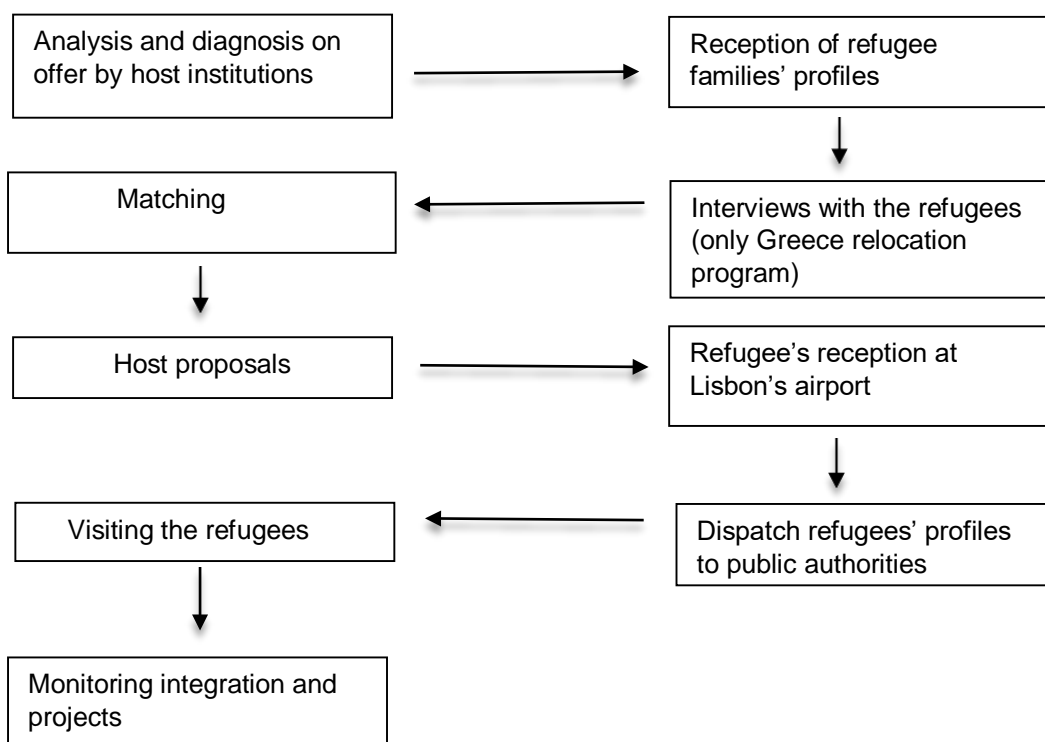 Analysis and diagnosis on
offer by host institutions
Reception of refugee
families’ profiles
Matching
Interviews with the refugees
(only Greece relocation
program)
Host proposals
Refugee’s reception at
Lisbon’s airport
Visiting the refugees
Dispatch refugees’ profiles
to public authorities
Monitoring integration and
projects